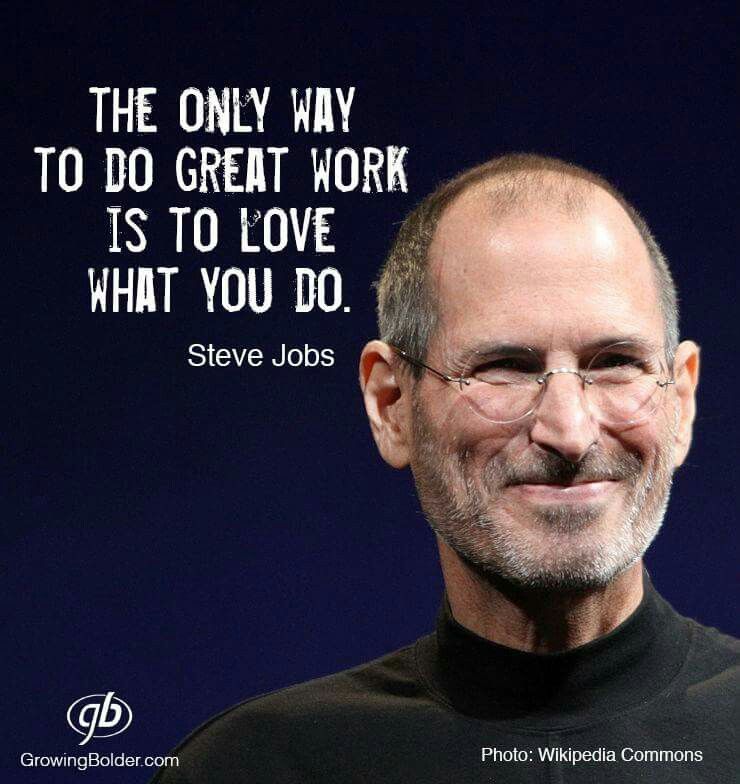 THE ONLY WAY
TO DO GREAT WORK
IS TO LOVE
WHAT YOU DO.
Steve Jobs
gb
GrowingBolder.com
Photo: Wikipedia Commons